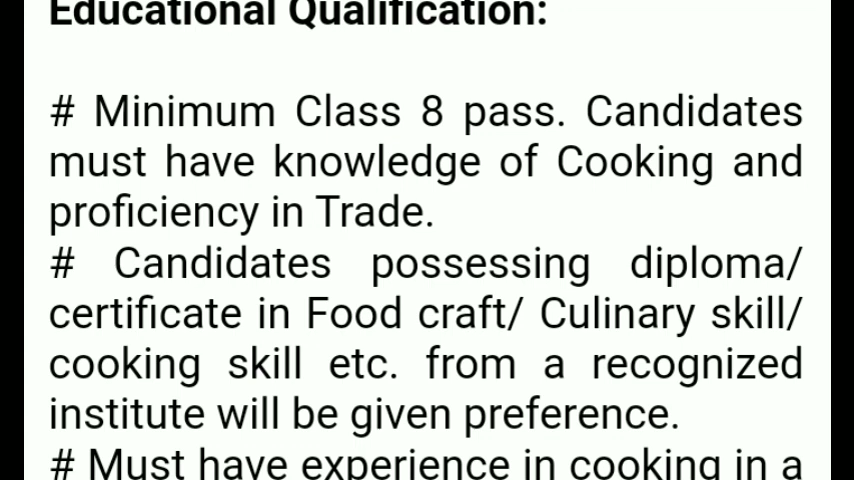 Educational Qualification:
# Minimum Class 8 pass. Candidates
must have knowledge of Cooking and
proficiency in Trade.
# Candidates possessing diploma/
certificate in Food craft/ Culinary skill/
cooking skill etc. from a recognized
institute will be given preference.
# Must have experience in cooking in a